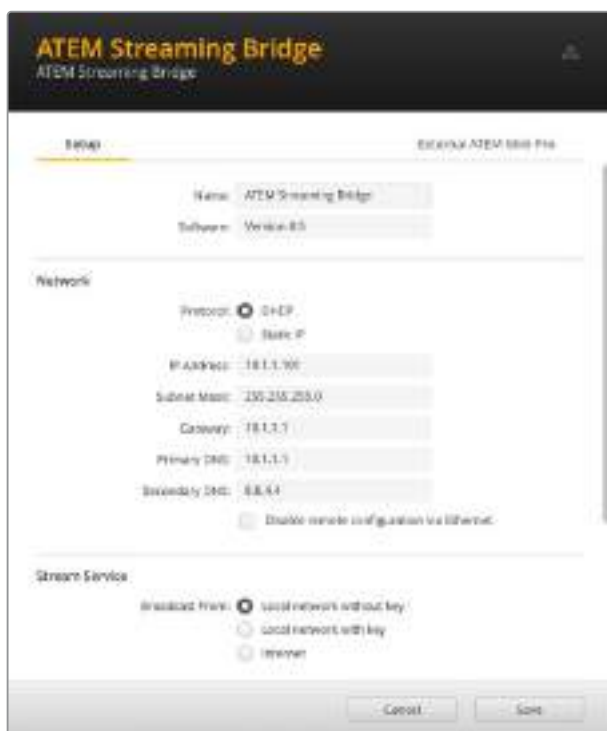 ATEM Streaming Bridge
ATEM Streaming Bridge
Setup
External ATEM Mini Pro
Name: ATEM Streaming Bridge
Software: Version 8.5
Network
Protocol: DHCP
Static IP
IP Address: 10.1.1.101
Subnet Mask: 255.255.255.0
Gateway: 10.1.1.1
Primary DNS: 10.1.1.1
Secondary DNS: 8.8.4.4
Disable remote configuration via Ethernet
Stream Service
Broadcast From: Local network without key
Local network with key
Internet
Cancel
Save